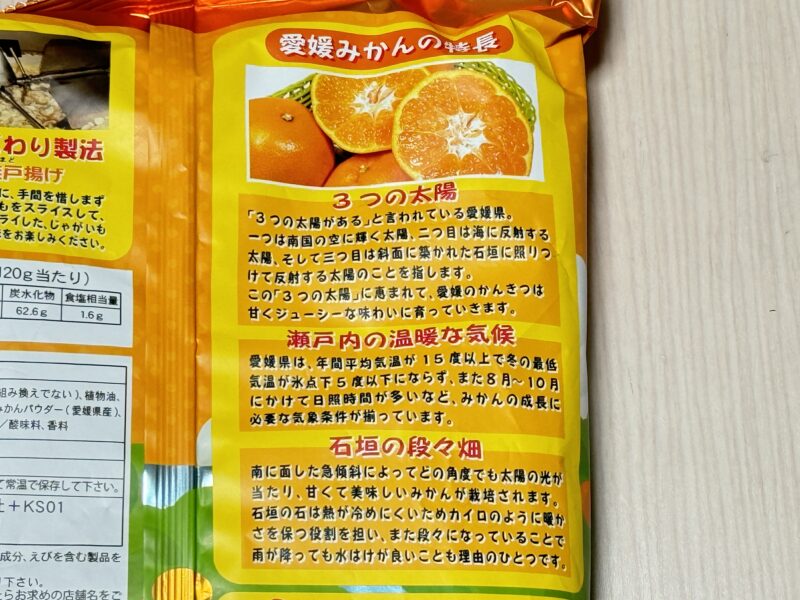 わり製法
戸揚げ
に、手間を惜しまず
もをスライスして、
ライした、じゃがいも
をお楽しみください。
120g当たり)
炭水化物 食塩相当量
62.6g 1.6g
組み換えでない)、植物油、
みかんパウダー(愛媛県産)、
/酸味料、香料
て常温で保存して下さい。
+KS01
成分、えびを含む製品を
下さい。
たらお求めの店舗名をご
愛媛みかんの特長
3つの太陽
「3つの太陽がある」と言われている愛媛県。
一つは南国の空に輝く太陽、二つ目は海に反射する
太陽、そして三つ目は斜面に築かれた石垣に照りつ
けて反射する太陽のことを指します。
この「3つの太陽」に恵まれて、愛媛のかんきつは
甘くジューシーな味わいに育っていきます。
瀬戸内の温暖な気候
愛媛県は、年間平均気温が15度以上で冬の最低
気温が氷点下5度以下にならず、また8月~10月
にかけて日照時間が多いなど、みかんの成長に
必要な気象条件が揃っています。
石垣の段々畑
南に面した急傾斜によってどの角度でも太陽の光が
当たり、甘くて美味しいみかんが栽培されます。
石垣の石は熱が冷めにくいためカイロのように暖か
さを保つ役割を担い、また段々になっていることで
雨が降っても水はけが良いことも理由のひとつです。